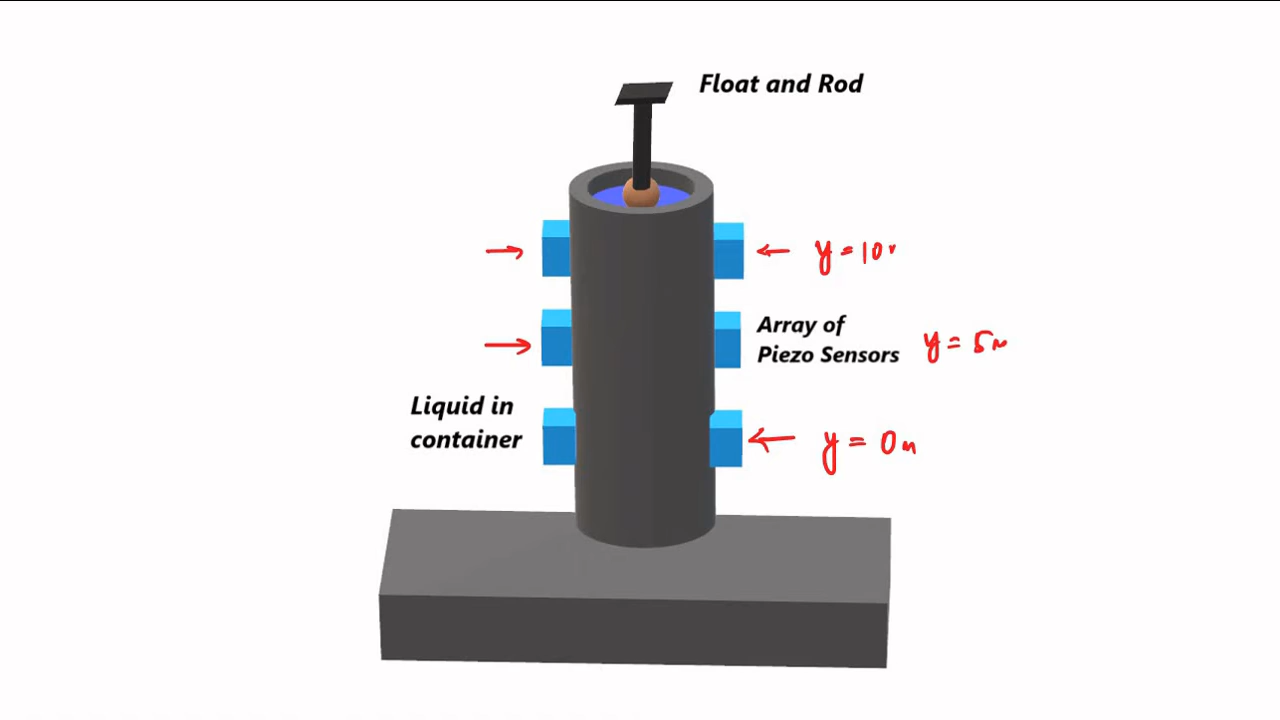 Float and Rod
y = 10
Array of
Piezo Sensors
y = 5m
Liquid in
container
y = 0m